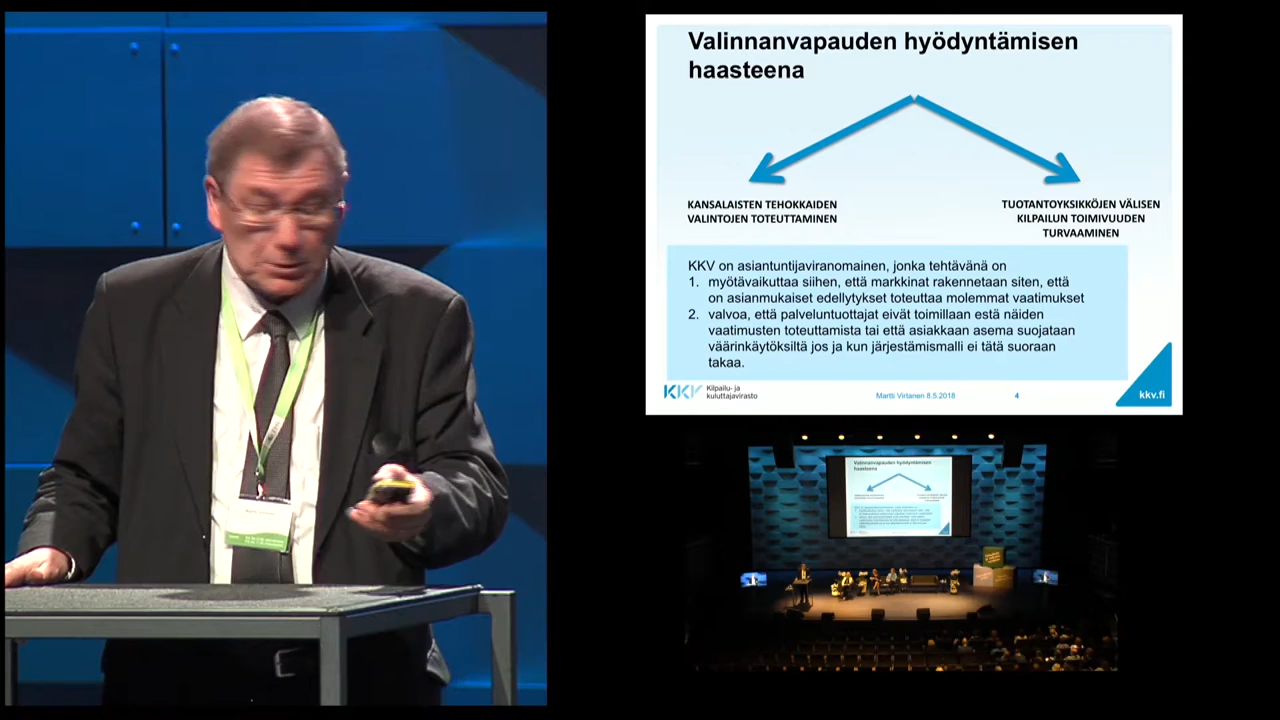 Valinnanvapauden hyödyntämisen
haasteena
KANSALAISTEN TEHOKKAIDEN
VALINTOJEN TOTEUTTAMINEN
TUOTANTOYKSIKKÖJEN VÄLISEN
KILPAILUN TOIMIVUUDEN
TURVAAMINEN
KKV on asiantuntijaviranomainen, jonka tehtävänä on
1. myötävaikuttaa siihen, että markkinat rakennetaan siten, että
on asianmukaiset edellytykset toteuttaa molemmat vaatimukset
2. valvoa, että palveluntuottajat eivät toimillaan estä näiden
vaatimusten toteuttamista tai että asiakkaan asema suojataan
väärinkäytöksiltä jos ja kun järjestämismalli ei tätä suoraan
takaa.
KKV Kilpailu- ja
kuluttajavirasto
Martti Virtanen 8.5.2018
4
kkv.fi
Valinnanvapauden hyödyntämisen
haasteena